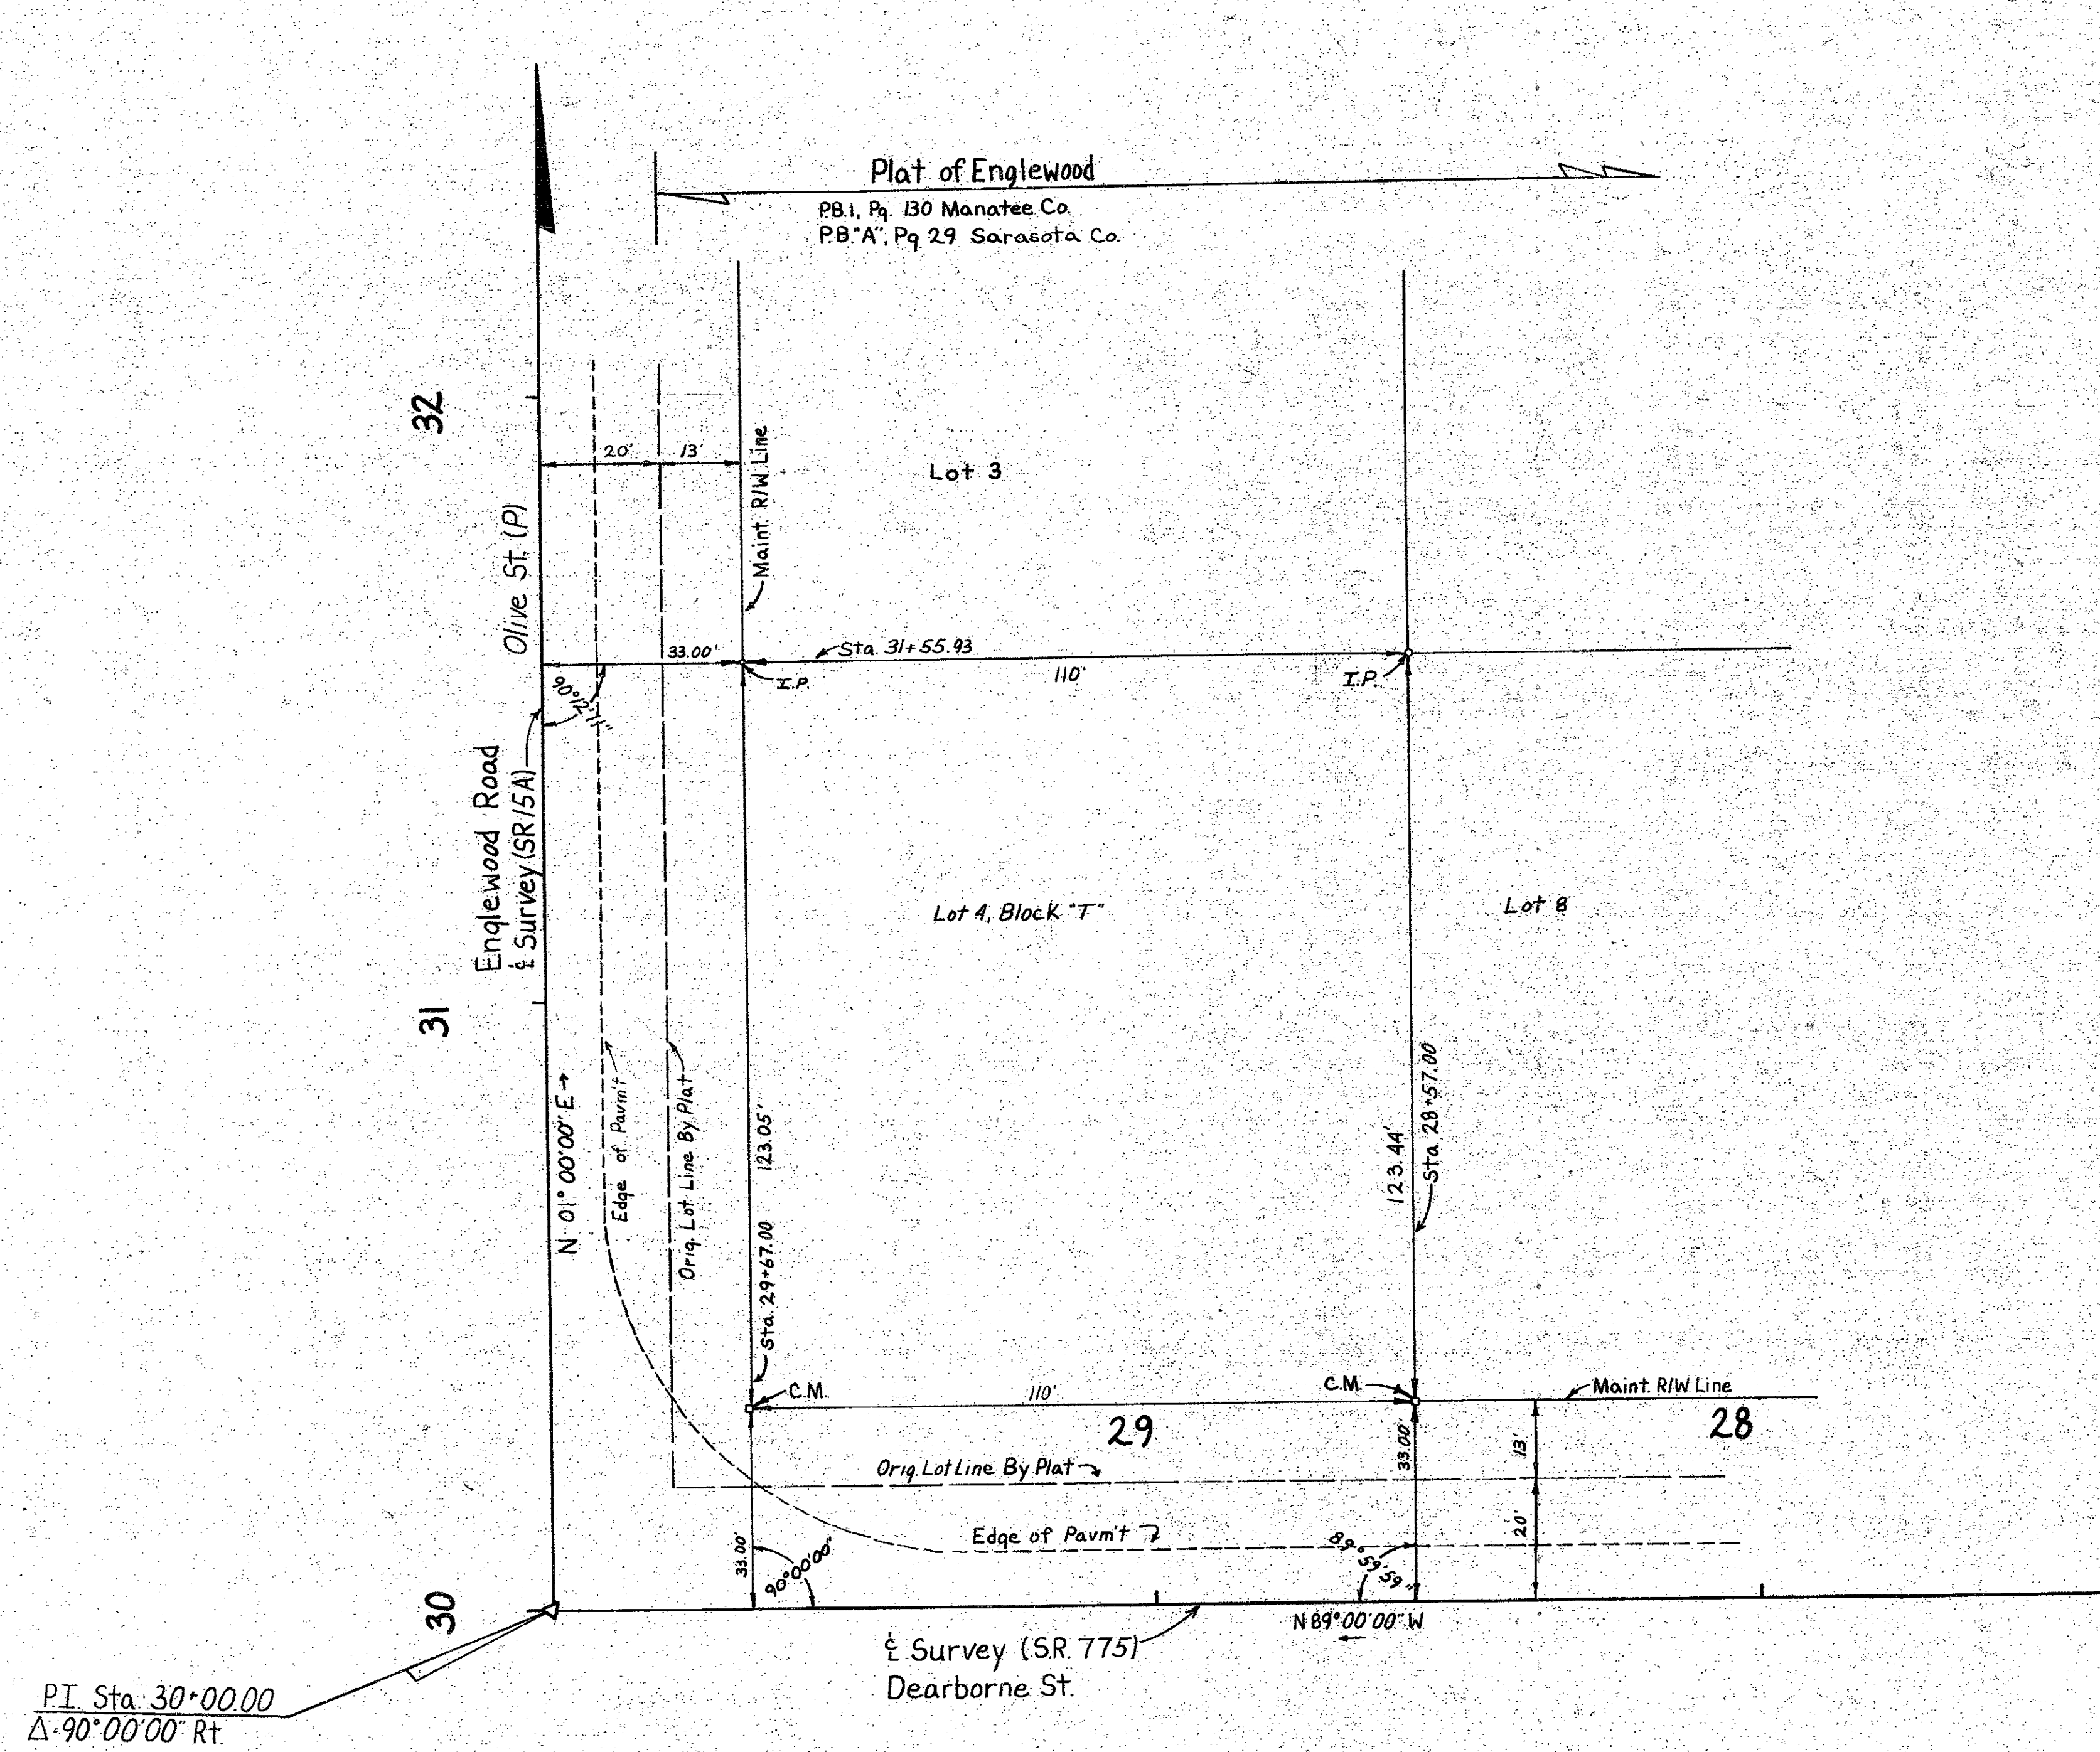 Plat of Englewood
P.B.1, Pg. 130 Manatee Co.
P.B."A", Pg 29 Sarasota Co.
32
20'
13'
Maint. R/W Line
Lot 3
Olive St. (P)
33.00'
Sta. 31+55.93
110'
I.P.
I.P.
90°12'11"
Englewood Road
℄ Survey (SR 15A)
Lot 4, Block "T"
Lot 8
31
N 01° 00'00" E →
Edge of Pavm't
Orig. Lot Line By Plat
123.05'
Sta. 29+67.00
123.44'
Sta. 28+57.00
C.M.
110'
C.M.
Maint. R/W Line
29
28
33.00'
13'
Orig. Lot Line By Plat
Edge of Pavm't
20'
33.00'
90°00'00"
89°59'59"
30
N 89°00'00" W
℄ Survey (S.R. 775)
Dearborne St.
P.I. Sta. 30+00.00
Δ=90°00'00" Rt.